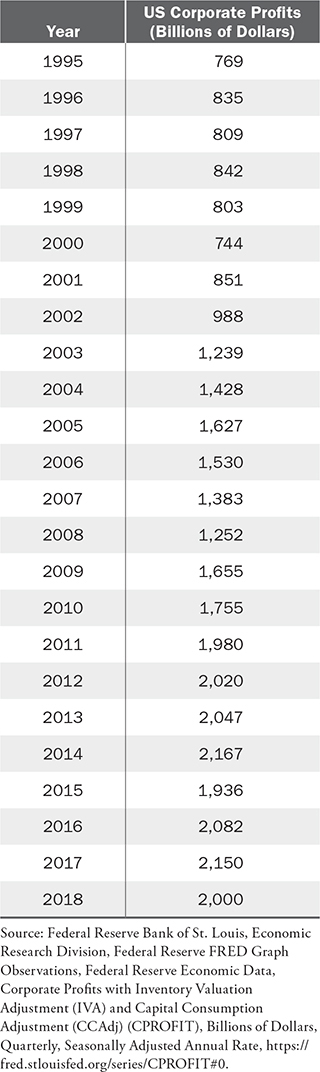 Year US Corporate Profits
(Billions of Dollars)
1995 769
1996 835
1997 809
1998 842
1999 803
2000 744
2001 851
2002 988
2003 1,239
2004 1,428
2005 1,627
2006 1,530
2007 1,383
2008 1,252
2009 1,655
2010 1,755
2011 1,980
2012 2,020
2013 2,047
2014 2,167
2015 1,936
2016 2,082
2017 2,150
2018 2,000
Source: Federal Reserve Bank of St. Louis, Economic
Research Division, Federal Reserve FRED Graph
Observations, Federal Reserve Economic Data,
Corporate Profits with Inventory Valuation
Adjustment (IVA) and Capital Consumption
Adjustment (CCAdj) (CPROFIT), Billions of Dollars,
Quarterly, Seasonally Adjusted Annual Rate, https://
fred.stlouisfed.org/series/CPROFIT#0.